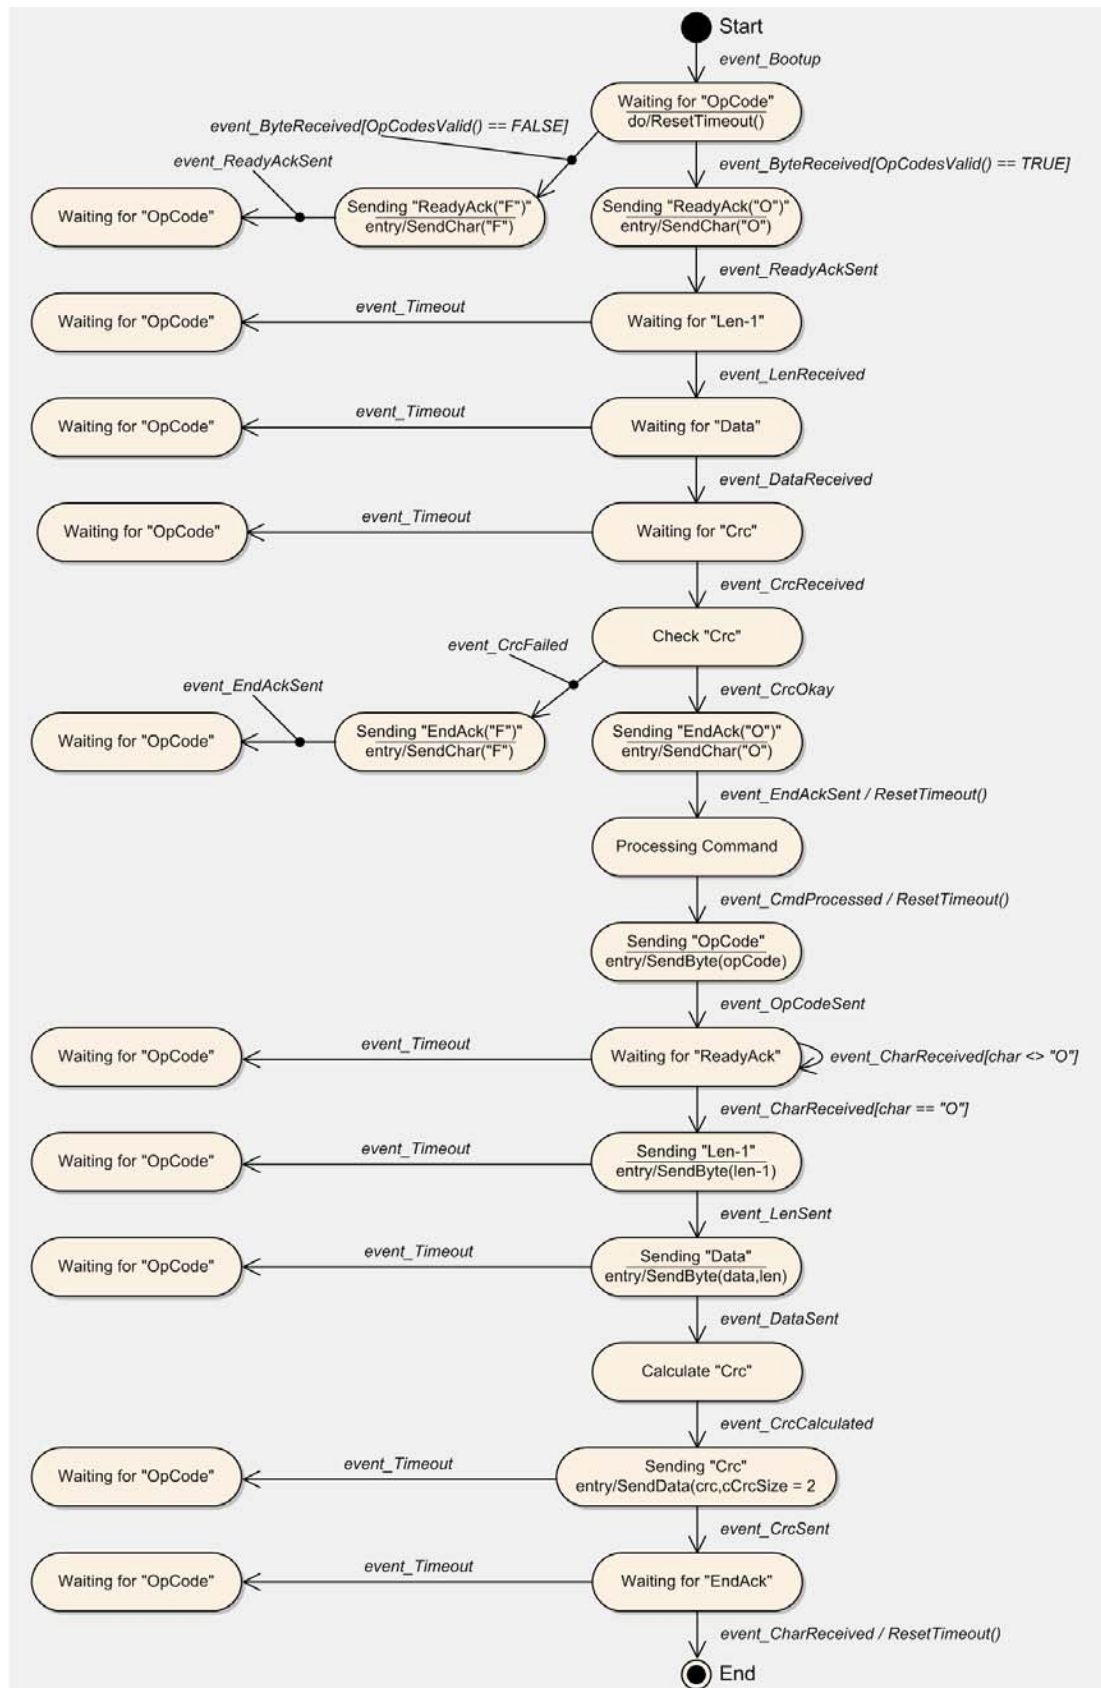 Start
event_Bootup
Waiting for "OpCode"
do/ResetTimeout()
event_ByteReceived[OpCodesValid() == FALSE]
event_ReadyAckSent
event_ByteReceived[OpCodesValid() == TRUE]
Waiting for "OpCode"
Sending "ReadyAck("F")"
entry/SendChar("F")
Sending "ReadyAck("O")"
entry/SendChar("O")
event_ReadyAckSent
Waiting for "OpCode"
event_Timeout
Waiting for "Len-1"
event_LenReceived
Waiting for "OpCode"
event_Timeout
Waiting for "Data"
event_DataReceived
Waiting for "OpCode"
event_Timeout
Waiting for "Crc"
event_CrcReceived
Check "Crc"
event_CrcFailed
event_EndAckSent
event_CrcOkay
Waiting for "OpCode"
Sending "EndAck("F")"
entry/SendChar("F")
Sending "EndAck("O")"
entry/SendChar("O")
event_EndAckSent / ResetTimeout()
Processing Command
event_CmdProcessed / ResetTimeout()
Sending "OpCode"
entry/SendByte(opCode)
event_OpCodeSent
Waiting for "OpCode"
event_Timeout
Waiting for "ReadyAck"
event_CharReceived[char <> "O"]
event_CharReceived[char == "O"]
Waiting for "OpCode"
event_Timeout
Sending "Len-1"
entry/SendByte(len-1)
event_LenSent
Waiting for "OpCode"
event_Timeout
Sending "Data"
entry/SendByte(data,len)
event_DataSent
Calculate "Crc"
event_CrcCalculated
Waiting for "OpCode"
event_Timeout
Sending "Crc"
entry/SendData(crc,cCrcSize = 2
event_CrcSent
Waiting for "OpCode"
event_Timeout
Waiting for "EndAck"
event_CharReceived / ResetTimeout()
End